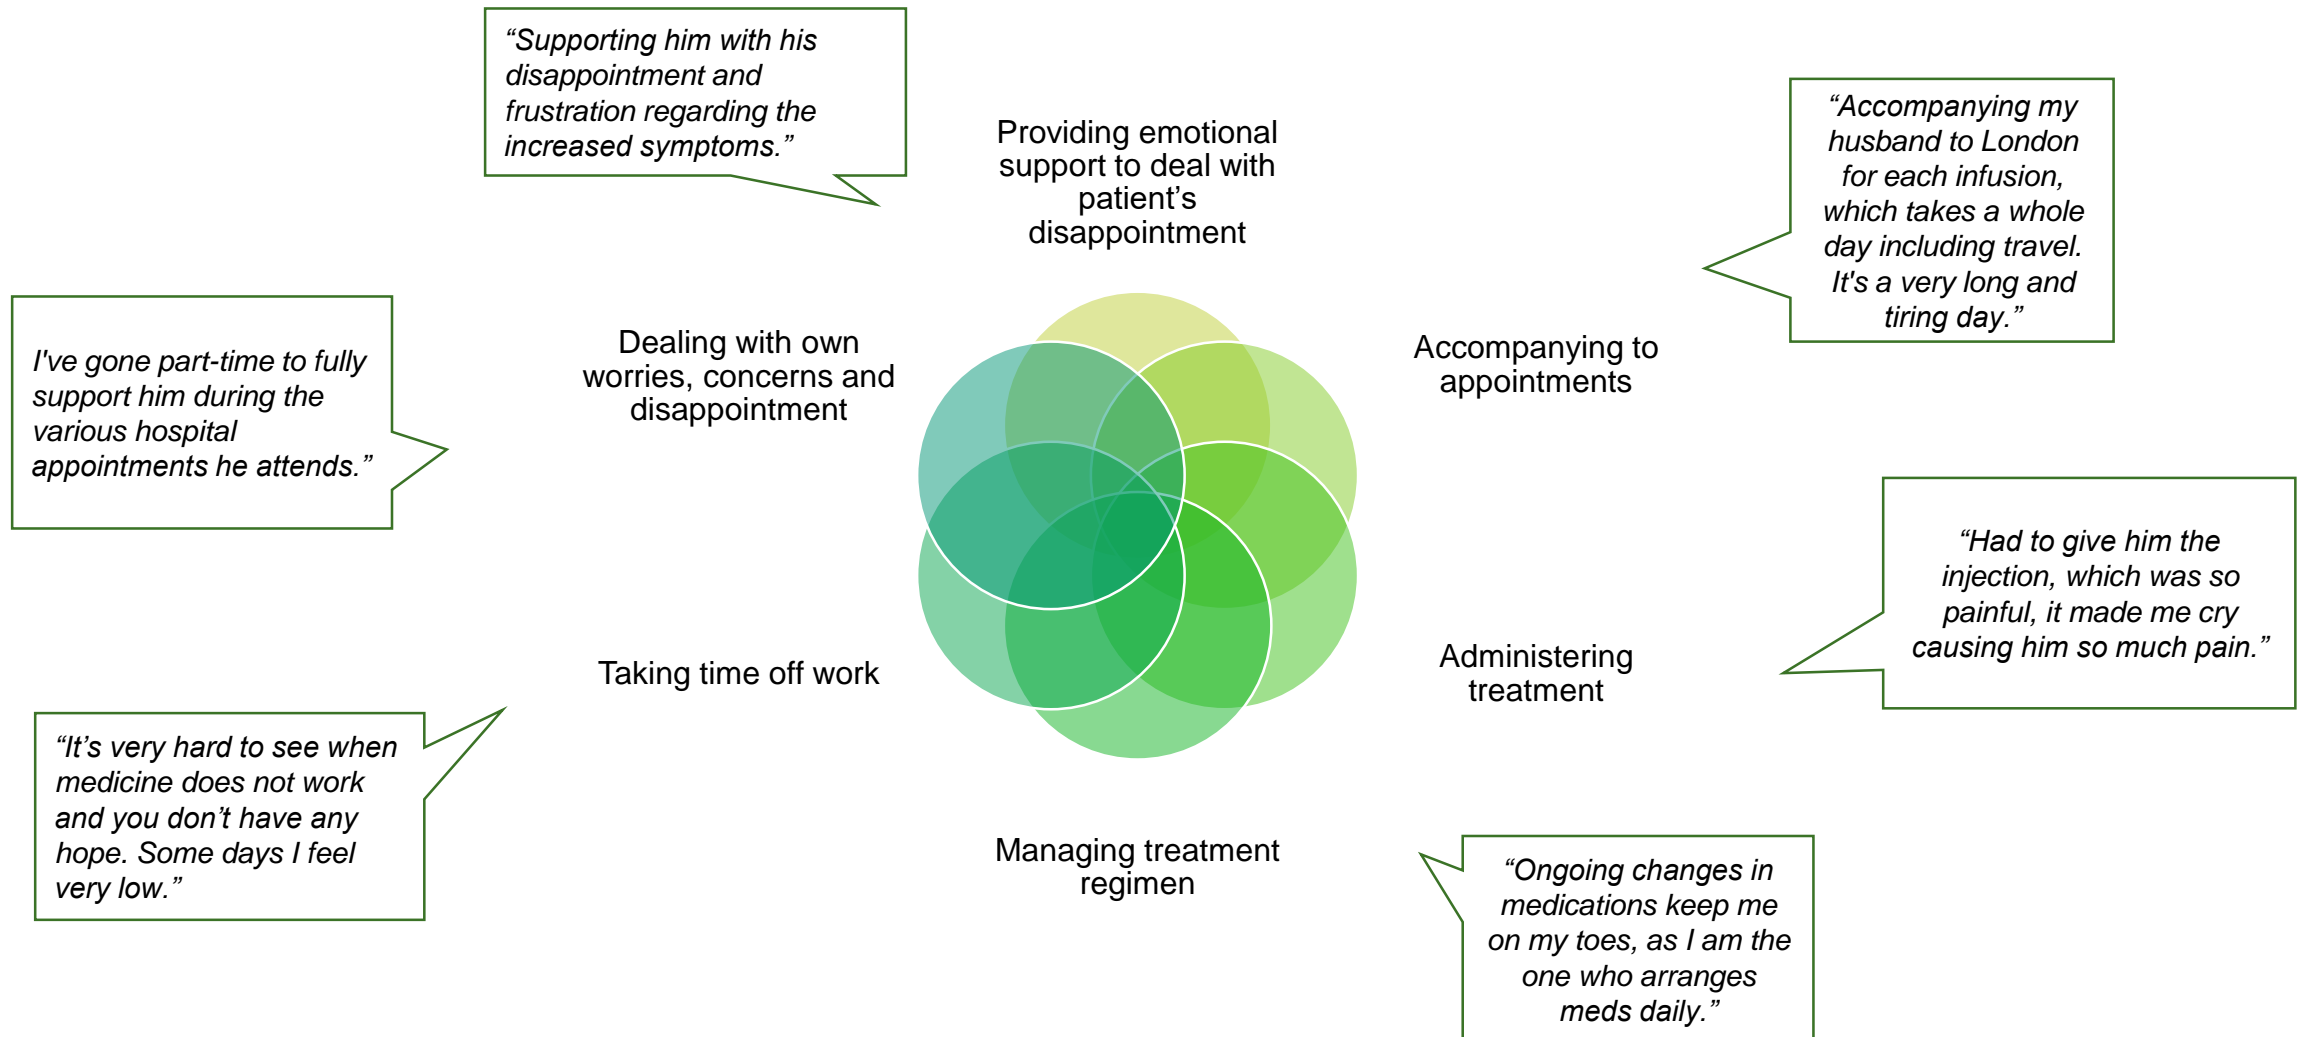 “Supporting him with his
disappointment and
frustration regarding the
increased symptoms.”
Providing emotional
support to deal with
patient’s
disappointment
“Accompanying my
husband to London
for each infusion,
which takes a whole
day including travel.
It's a very long and
tiring day.”
I've gone part-time to fully
support him during the
various hospital
appointments he attends.”
Dealing with own
worries, concerns and
disappointment
Accompanying to
appointments
“Had to give him the
injection, which was so
painful, it made me cry
causing him so much pain.”
Taking time off work
Administering
treatment
“It’s very hard to see when
medicine does not work
and you don’t have any
hope. Some days I feel
very low.”
Managing treatment
regimen
“Ongoing changes in
medications keep me
on my toes, as I am the
one who arranges
meds daily.”